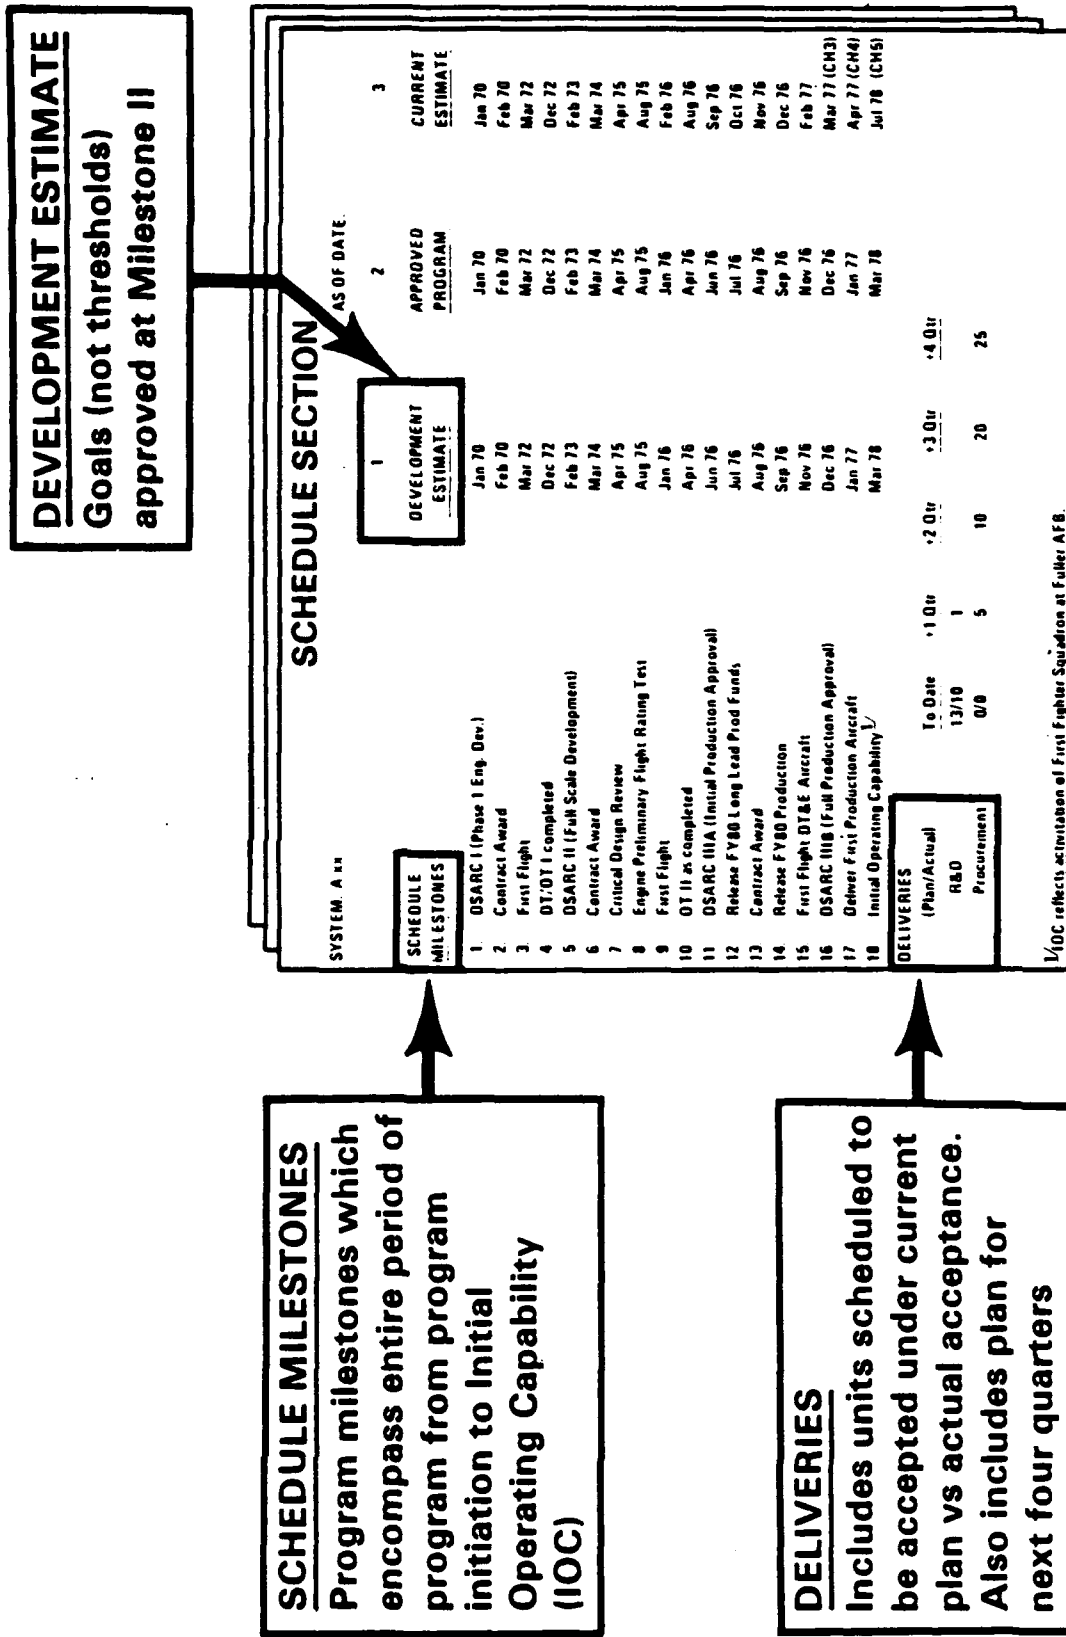 DEVELOPMENT ESTIMATE
Goals (not thresholds)
approved at Milestone II
SCHEDULE MILESTONES
Program milestones which
encompass entire period of
program from program
initiation to Initial
Operating Capability
(IOC)
DELIVERIES
Includes units scheduled to
be accepted under current
plan vs actual acceptance.
Also includes plan for
next four quarters
SCHEDULE SECTION
SYSTEM. A xx AS OF DATE.
1 2 3
SCHEDULE DEVELOPMENT APPROVED CURRENT
MILESTONES ESTIMATE PROGRAM ESTIMATE
1. DSARC I (Phase I Eng. Dev.) Jan 70 Jan 70 Jan 70
2. Contract Award Feb 70 Feb 70 Feb 70
3. First Flight Mar 72 Mar 72 Mar 72
4 DT/OT I completed Dec 72 Dec 72 Dec 72
5 DSARC II (Full Scale Development) Feb 73 Feb 73 Feb 73
6 Contract Award Mar 74 Mar 74 Mar 74
7 Critical Design Review Apr 75 Apr 75 Apr 75
8 Engine Preliminary Flight Rating Test Aug 75 Aug 75 Aug 75
9 First Flight Jan 76 Jan 76 Feb 76
10 OT II as completed Apr 76 Apr 76 Aug 76
11 DSARC IIIA (Initial Production Approval) Jun 76 Jun 76 Sep 76
12 Release FY80 Long Lead Prod Funds Jul 76 Jul 76 Oct 76
13 Contract Award Aug 76 Aug 76 Nov 76
14. Release FY80 Production Sep 76 Sep 76 Dec 76
15 First Flight DT&E Aircraft Nov 76 Nov 76 Feb 77
16 DSARC IIIB (Full Production Approval) Dec 76 Dec 76 Mar 77 (CH3)
17 Deliver First Production Aircraft Jan 77 Jan 77 Apr 77 (CH4)
18 Initial Operating Capability 1/ Mar 78 Mar 78 Jul 78 (CH5)
DELIVERIES
(Plan/Actual) To Date +1 Qtr +2 Qtr +3 Qtr +4 Qtr
R&D 13/10 1
Procurement 0/0 5 10 20 25
1/IOC reflects activitation of First Fighter Squadron at Fuller AFB.